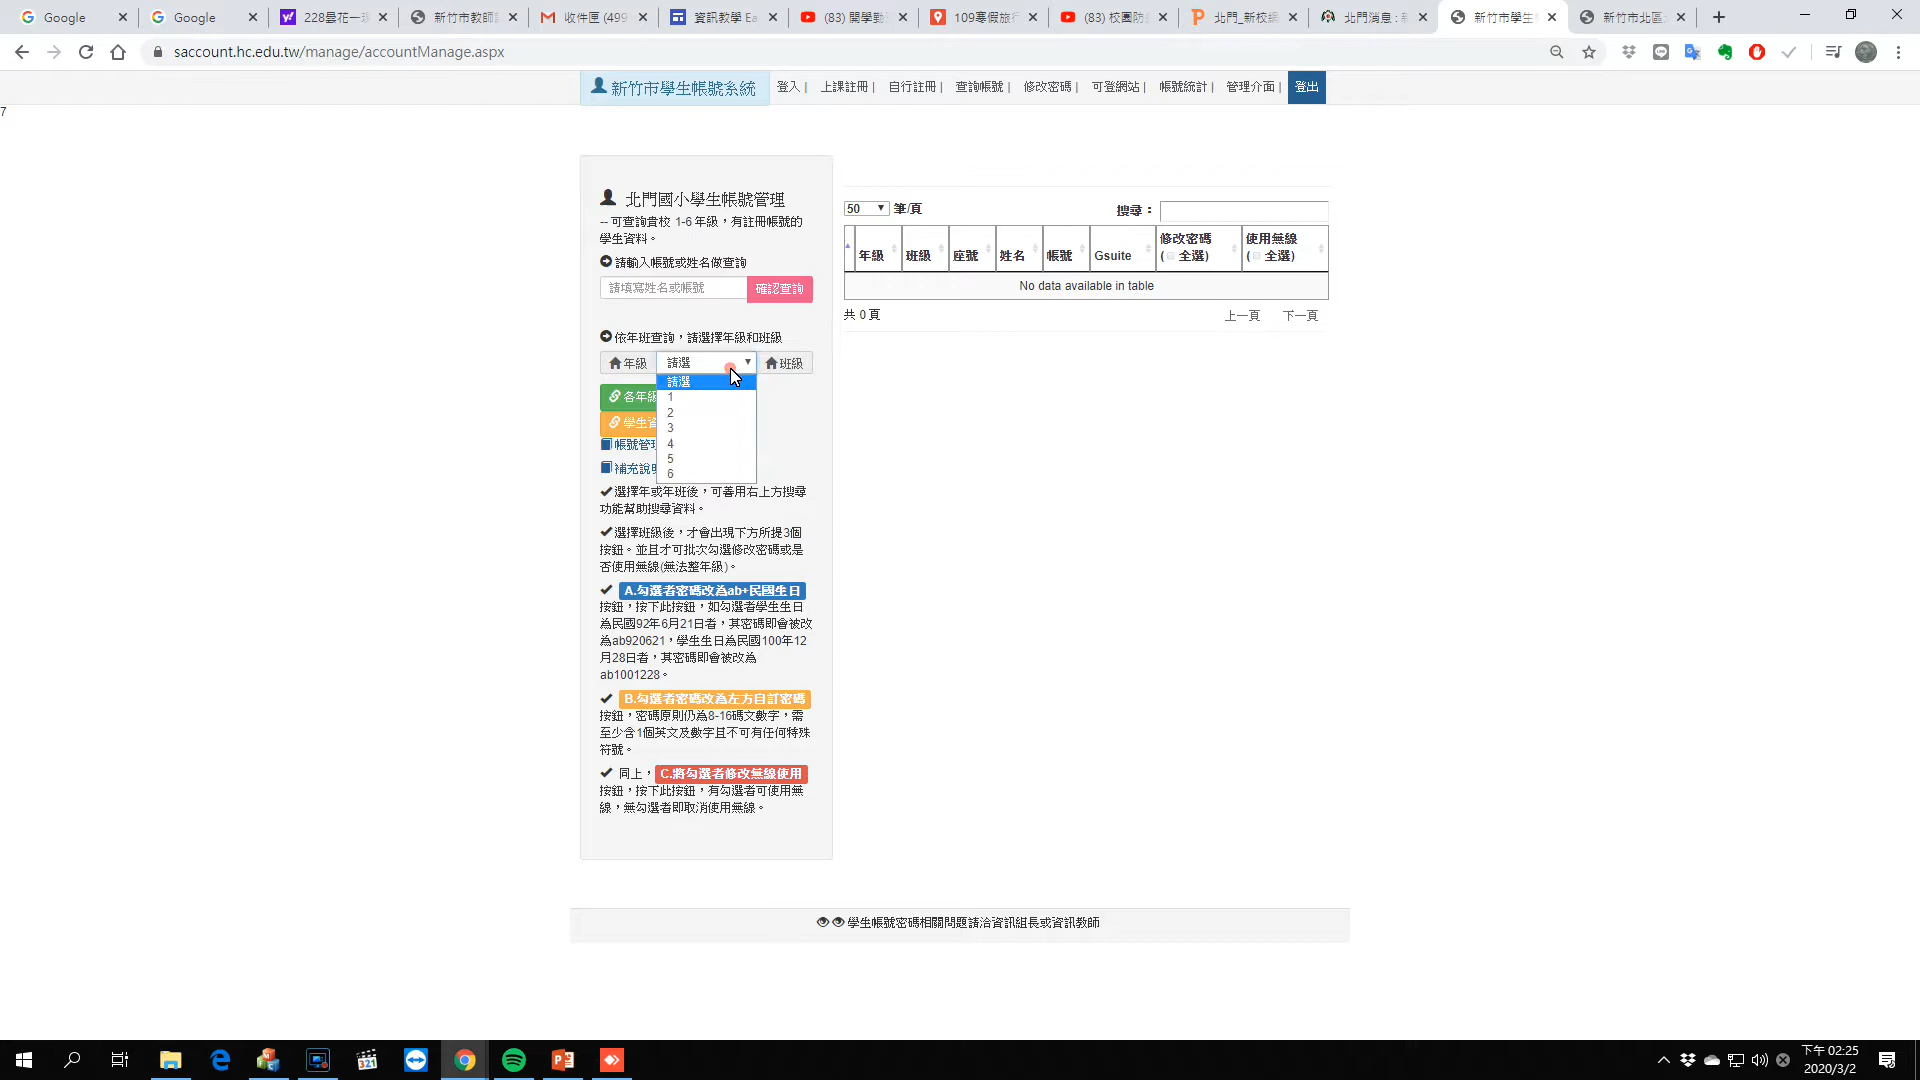 Google
Google
228曇花一現
新竹市教師
收件匣 (499
資訊教學 Ea
(83) 開學勤
109寒假旅行
(83) 校園防
北門_新校
北門消息 : 新
新竹市學生
新竹市北區
saccount.hc.edu.tw/manage/accountManage.aspx
新竹市學生帳號系統
登入 |
上課註冊 |
自行註冊 |
查詢帳號 |
修改密碼 |
可登網站 |
帳號統計 |
管理介面 |
登出
7
北門國小學生帳號管理
-- 可查詢貴校 1-6 年級，有註冊帳號的
學生資料。
請輸入帳號或姓名做查詢
請填寫姓名或帳號
確認查詢
依年班查詢，請選擇年級和班級
年級
請選
班級
請選
1
2
3
4
5
6
各年級
學生資
帳號管理
補充說明
選擇年或年班後，可善用右上方搜尋
功能幫助搜尋資料。
選擇班級後，才會出現下方所提3個
按鈕。並且才可批次勾選修改密碼或是
否使用無線(無法整年級)。
A.勾選者密碼改為ab+民國生日
按鈕，按下此按鈕，如勾選者學生生日
為民國92年6月21日者，其密碼即會被改
為ab920621，學生生日為民國100年12
月28日者，其密碼即會被改為
ab1001228。
B.勾選者密碼改為左方自訂密碼
按鈕，密碼原則仍為8-16碼文數字，需
至少含1個英文及數字且不可有任何特殊
符號。
同上，C.將勾選者修改無線使用
按鈕，按下此按鈕，有勾選者可使用無
線，無勾選者即取消使用無線。
50 筆/頁
搜尋：
年級
班級
座號
姓名
帳號
Gsuite
修改密碼
( 全選)
使用無線
( 全選)
No data available in table
共 0 頁
上一頁
下一頁
學生帳號密碼相關問題請洽資訊組長或資訊教師
321
下午 02:25
2020/3/2